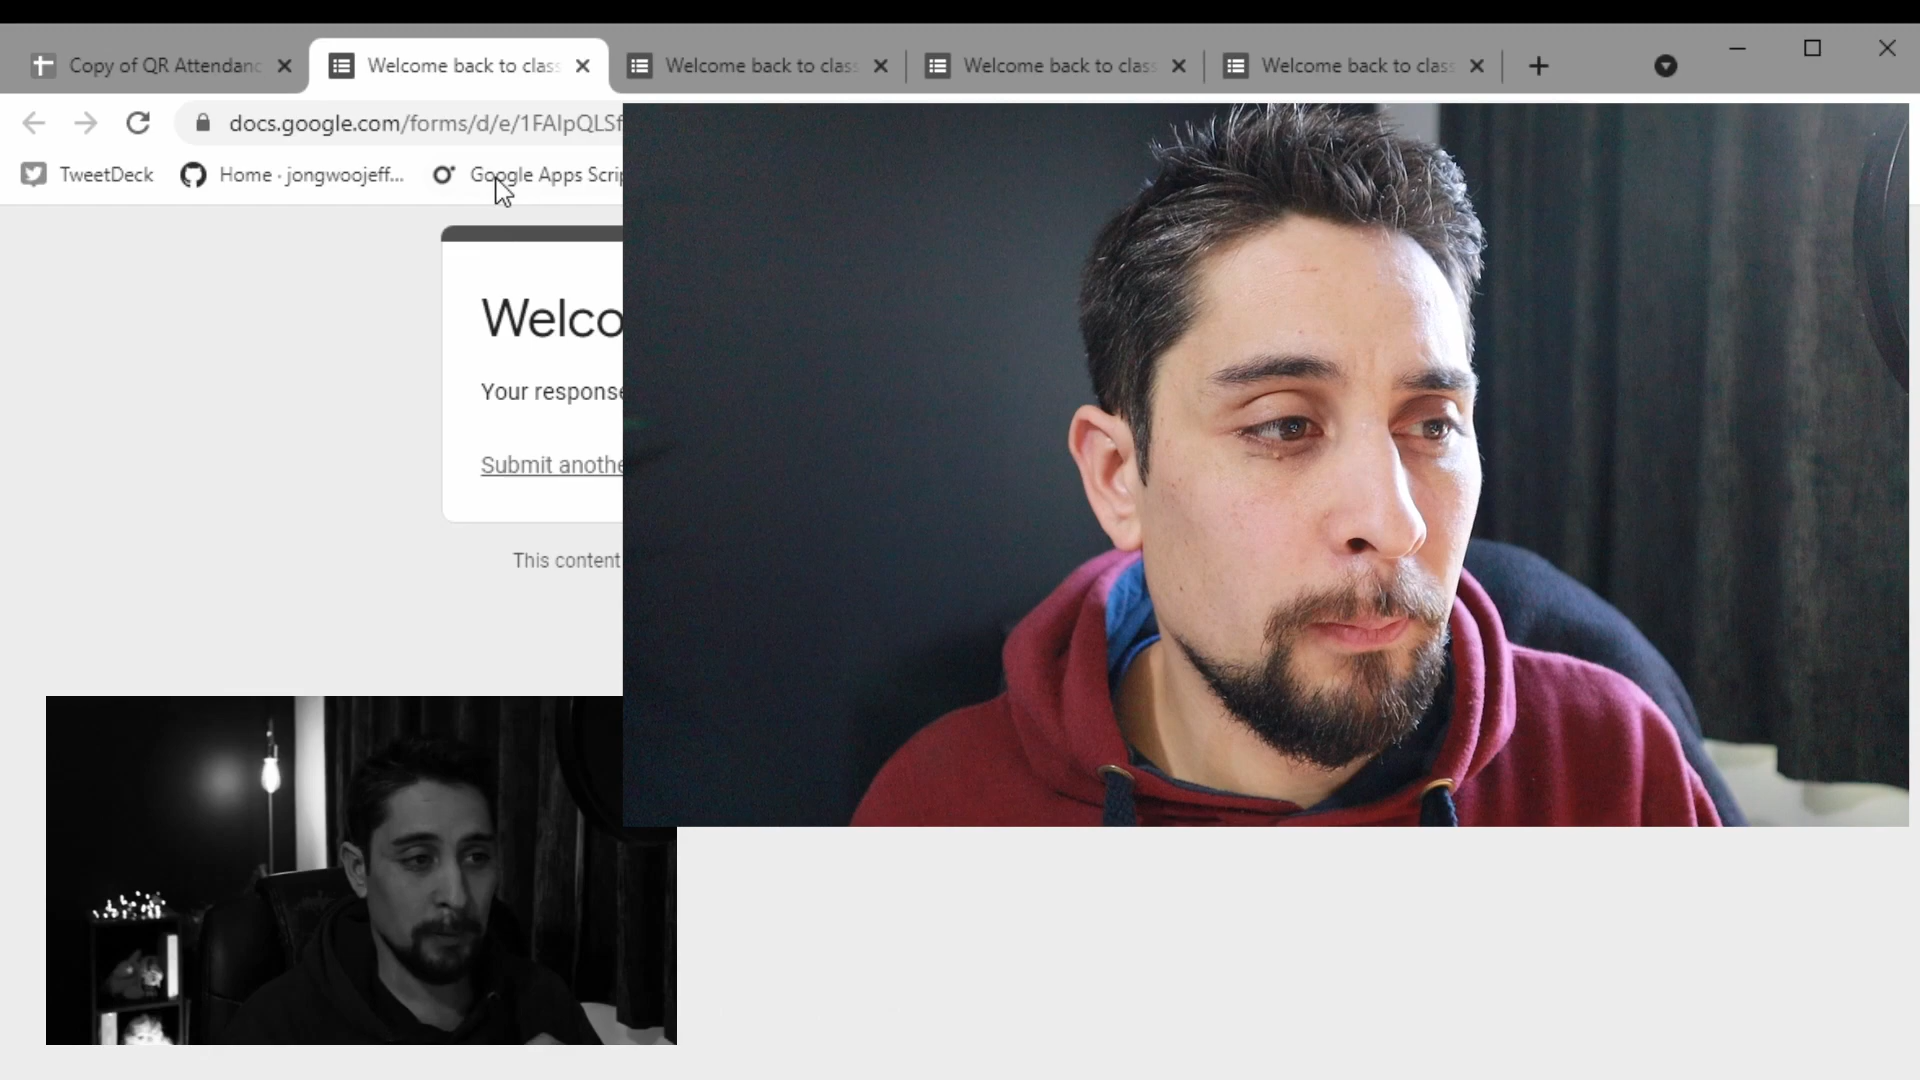 Copy of QR Attendanc
Welcome back to clas
Welcome back to clas
Welcome back to clas
Welcome back to clas
docs.google.com/forms/d/e/1FAIpQLSf
TweetDeck
Home · jongwoojeff...
Google Apps Scrip
Welco
Your response
Submit anothe
This content